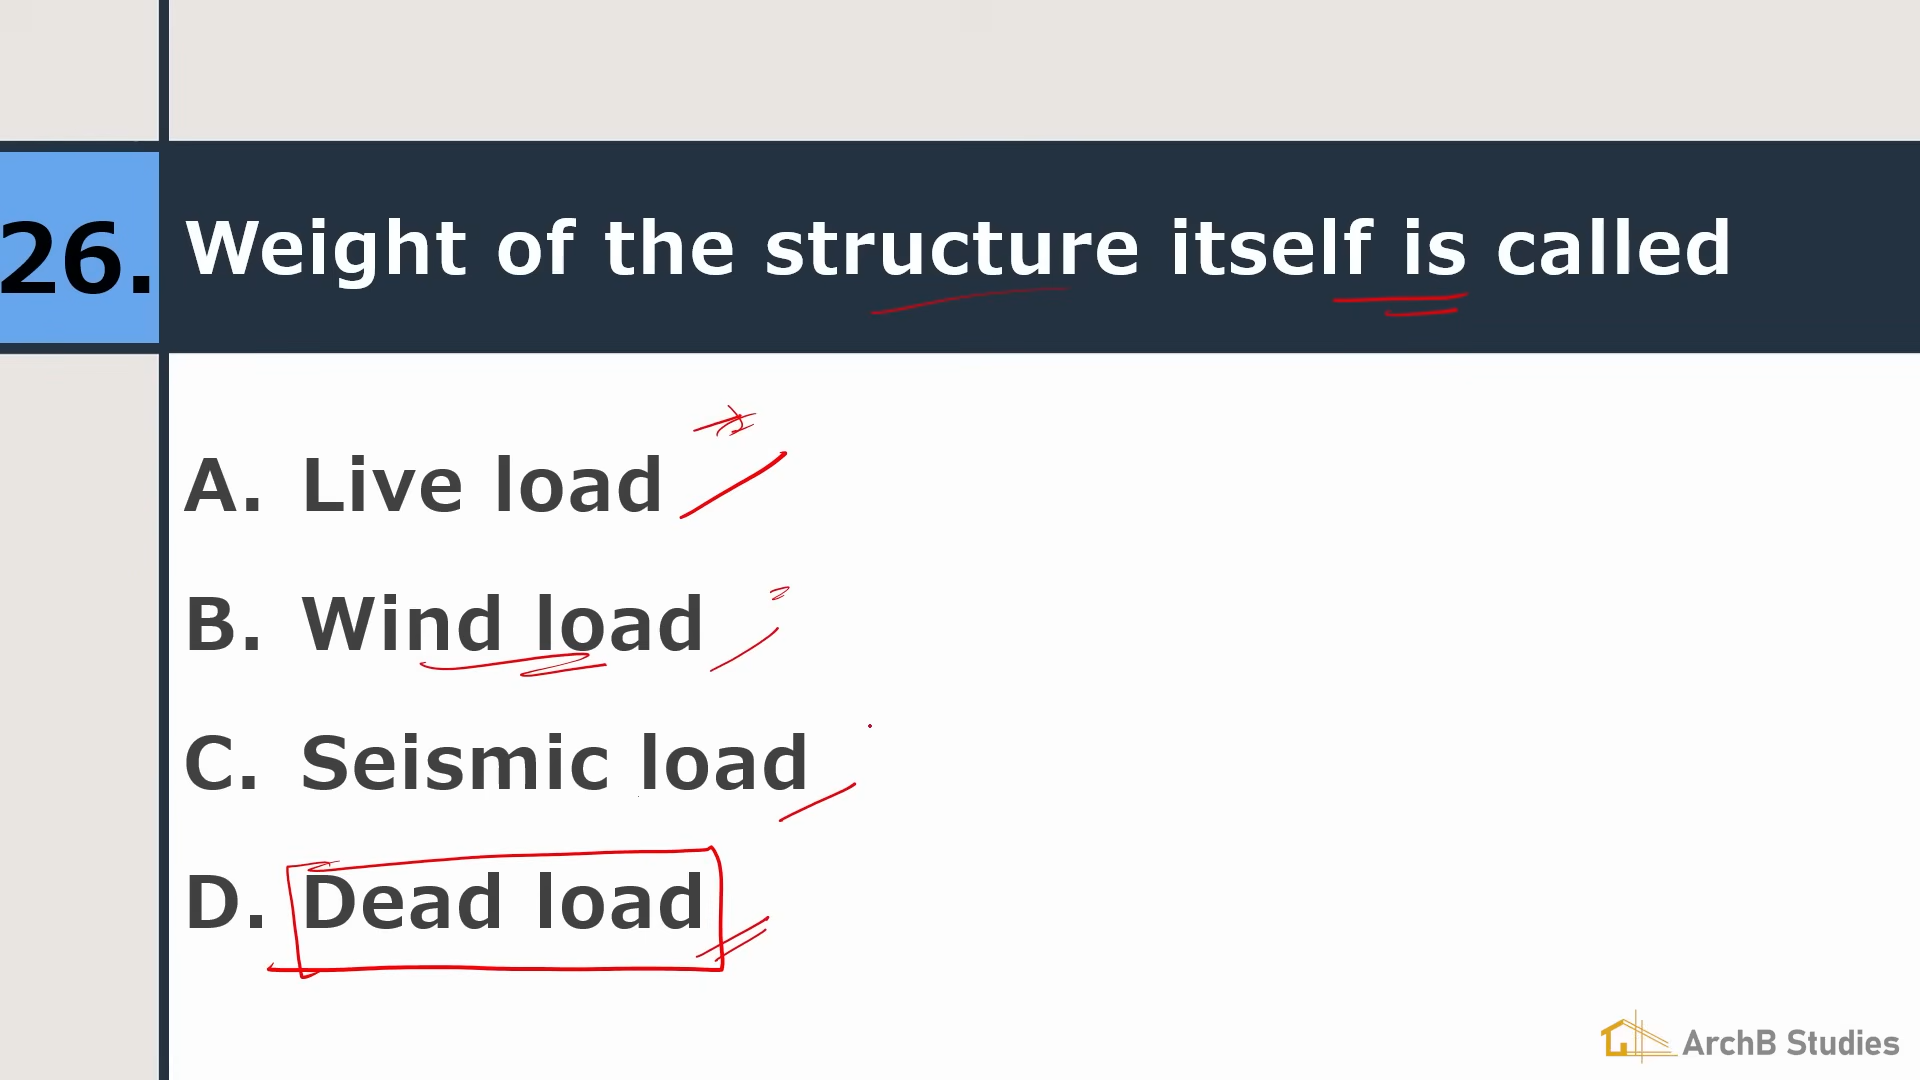 26. Weight of the structure itself is called
A. Live load
B. Wind load
C. Seismic load
D. Dead load
ArchB Studies